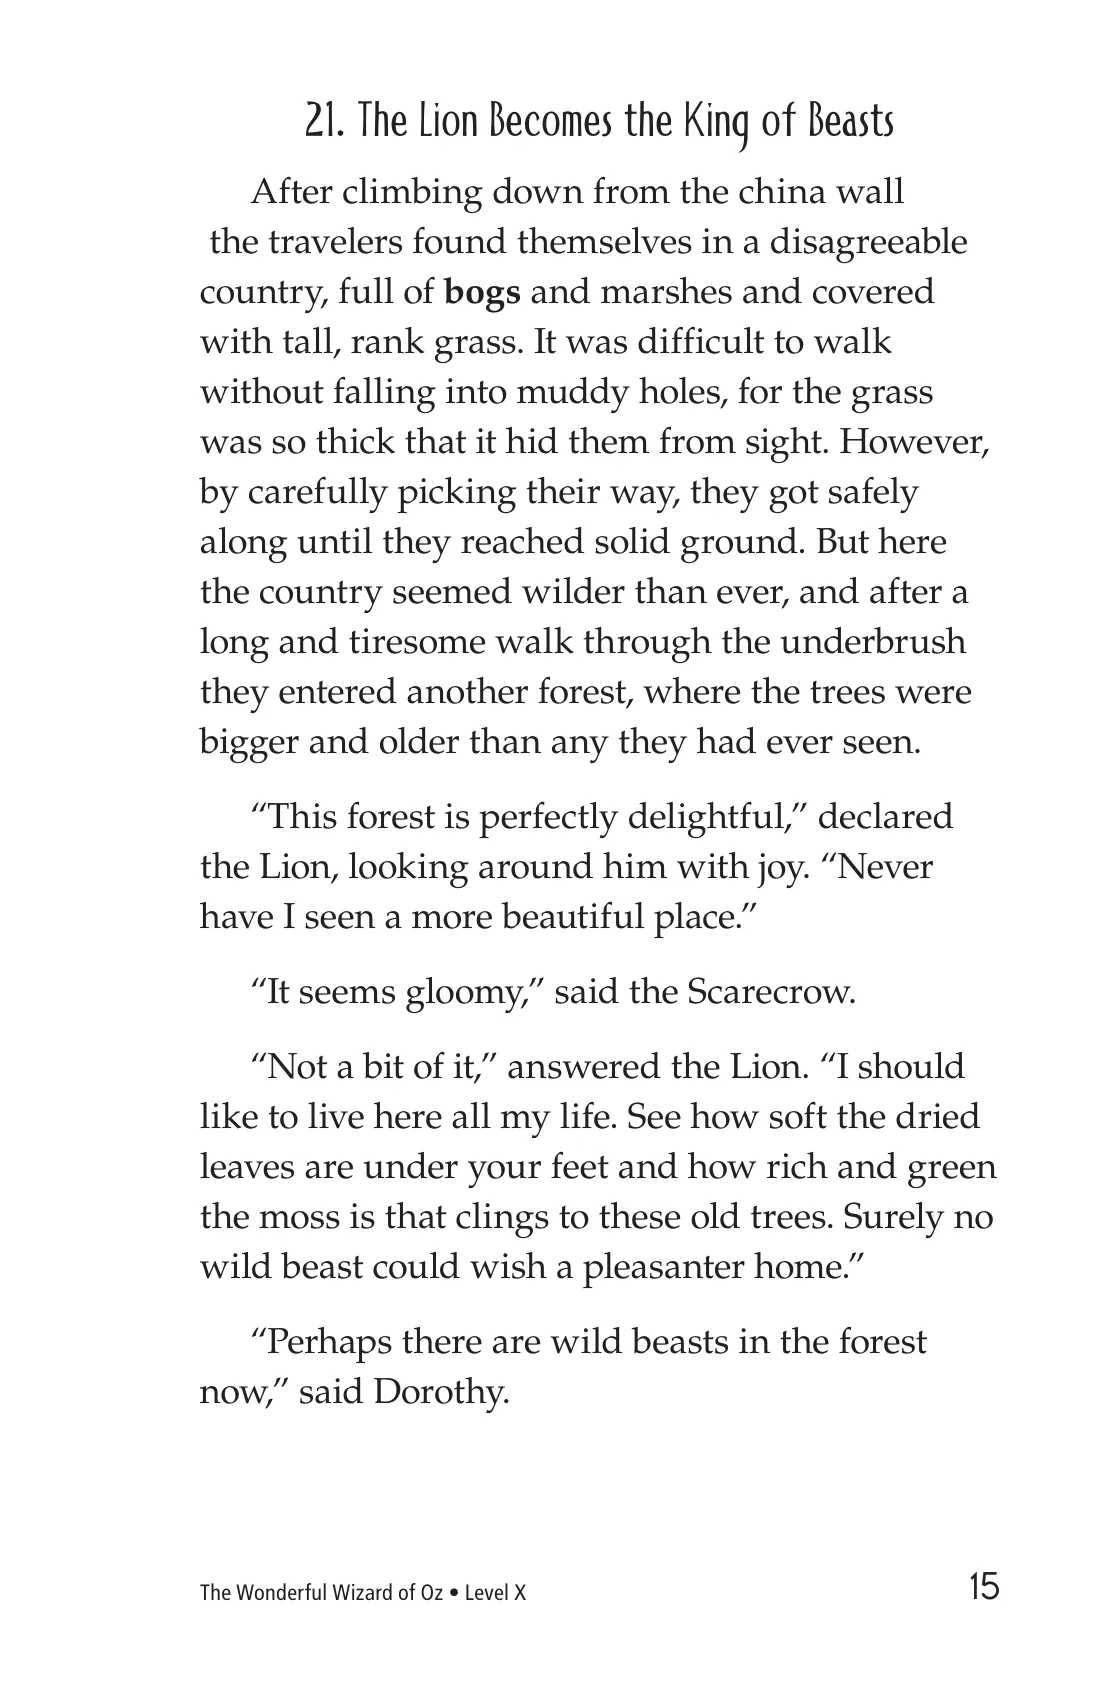 21. The Lion Becomes the King of Beasts
After climbing down from the china wall
the travelers found themselves in a disagreeable
country, full of bogs and marshes and covered
with tall, rank grass. It was difficult to walk
without falling into muddy holes, for the grass
was so thick that it hid them from sight. However,
by carefully picking their way, they got safely
along until they reached solid ground. But here
the country seemed wilder than ever, and after a
long and tiresome walk through the underbrush
they entered another forest, where the trees were
bigger and older than any they had ever seen.
“This forest is perfectly delightful,” declared
the Lion, looking around him with joy. “Never
have I seen a more beautiful place.”
“It seems gloomy,” said the Scarecrow.
“Not a bit of it,” answered the Lion. “I should
like to live here all my life. See how soft the dried
leaves are under your feet and how rich and green
the moss is that clings to these old trees. Surely no
wild beast could wish a pleasanter home.”
“Perhaps there are wild beasts in the forest
now,” said Dorothy.
The Wonderful Wizard of Oz • Level X
15